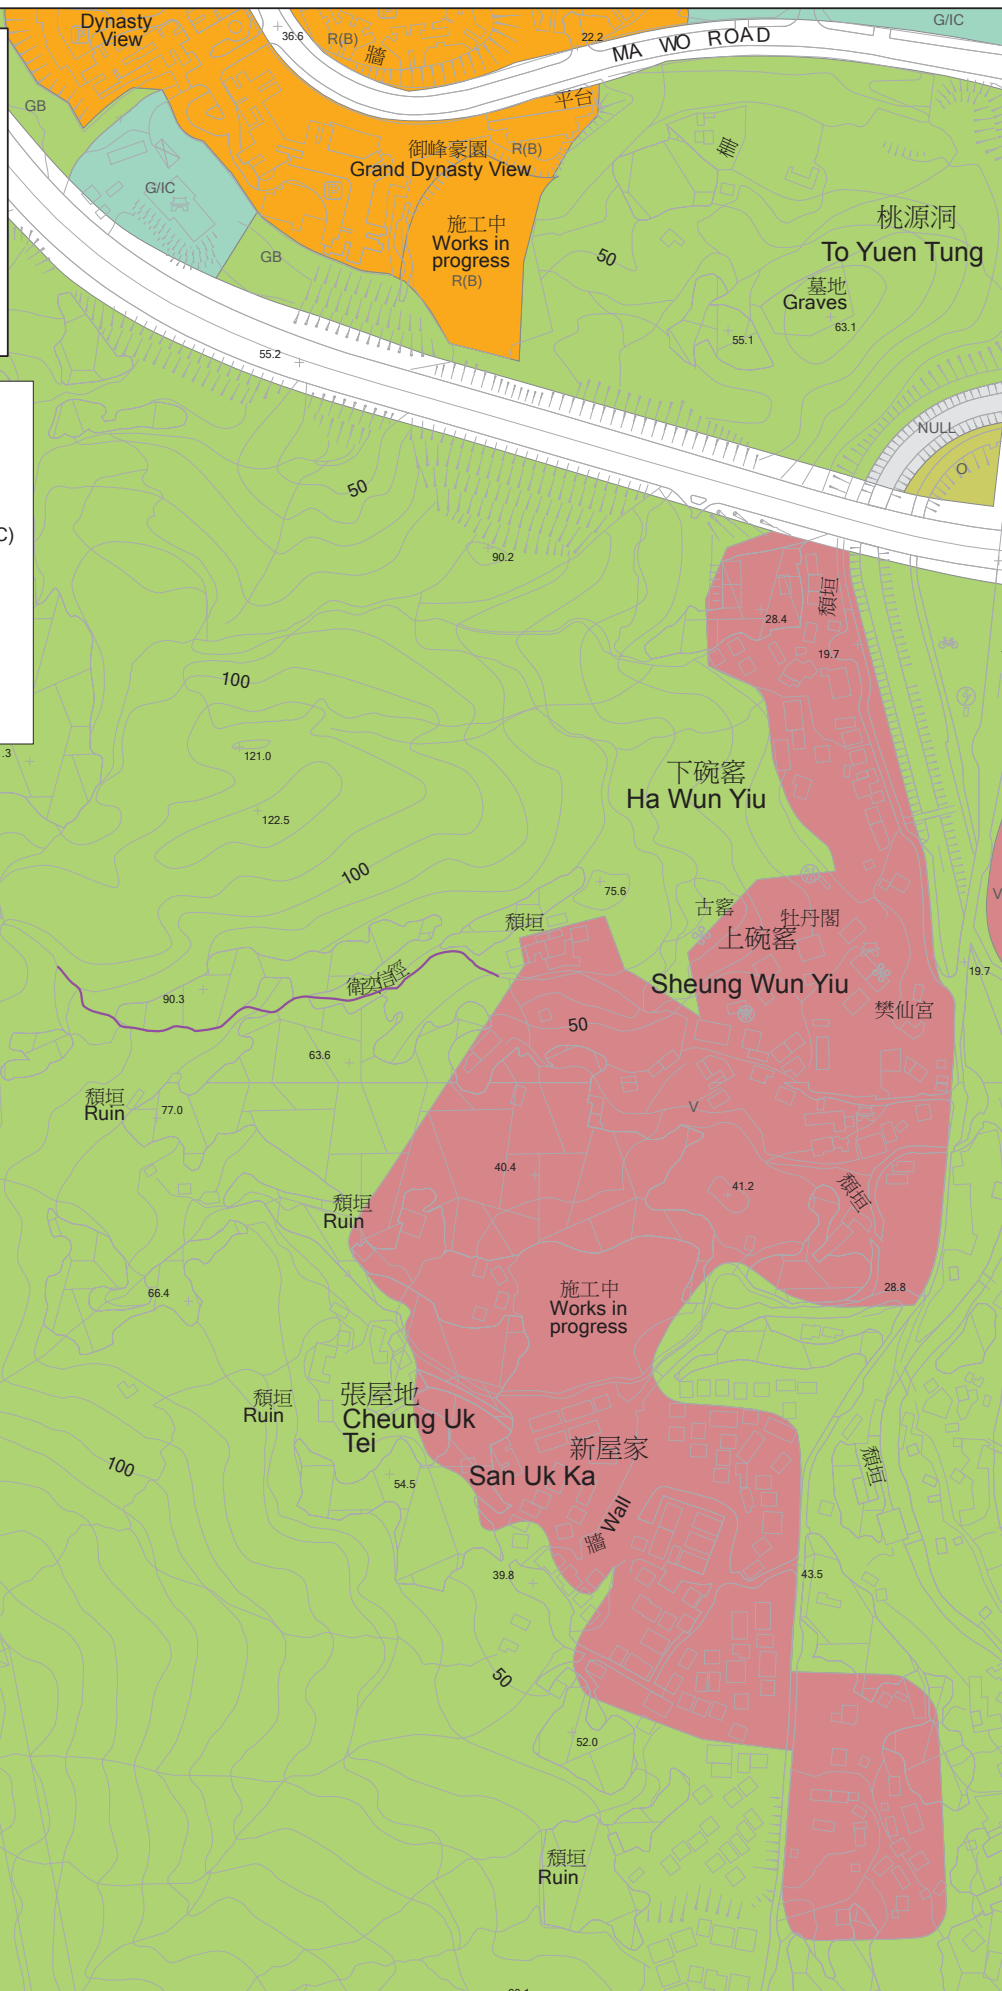 Dynasty
View
36.6
R(B)
牆
22.2
MA WO ROAD
G/IC
GB
平台
御峰豪園
R(B)
Grand Dynasty View
G/IC
施工中
Works in
progress
R(B)
GB
50
桃源洞
To Yuen Tung
墓地
Graves
63.1
55.1
55.2
NULL
O
50
C)
90.2
頹垣
28.4
19.7
100
.3
121.0
122.5
下碗窰
Ha Wun Yiu
100
75.6
頹垣
古窰
牡丹閣
上碗窰
V
衛奕信徑
90.3
Sheung Wun Yiu
19.7
樊仙宮
50
63.6
頹垣
Ruin
77.0
V
40.4
41.2
頹垣
頹垣
Ruin
66.4
施工中
Works in
progress
28.8
頹垣
Ruin
張屋地
Cheung Uk
Tei
新屋家
San Uk Ka
頹垣
100
54.5
牆 Wall
39.8
43.5
50
52.0
頹垣
Ruin